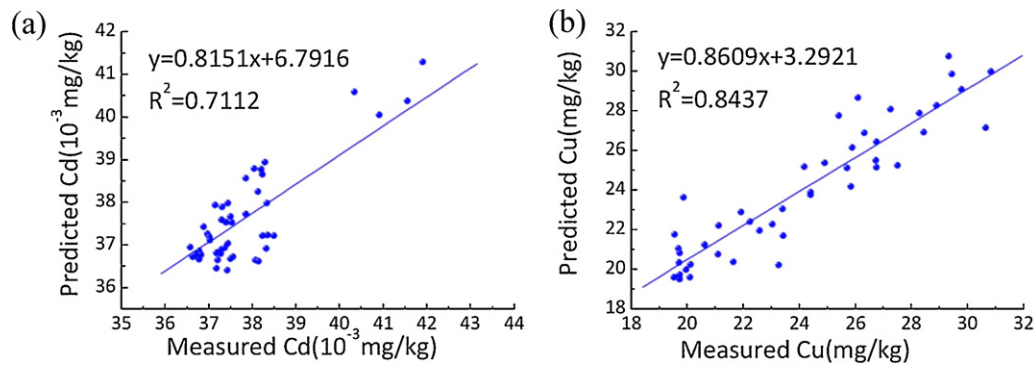 (a)
y=0.8151x+6.7916
R²=0.7112
Predicted Cd(10⁻³mg/kg)
42
41
40
39
38
37
36
35
35 36 37 38 39 40 41 42 43 44
Measured Cd(10⁻³mg/kg)
(b)
y=0.8609x+3.2921
R²=0.8437
Predicted Cu(mg/kg)
32
30
28
26
24
22
20
18
18 20 22 24 26 28 30 32
Measured Cu(mg/kg)